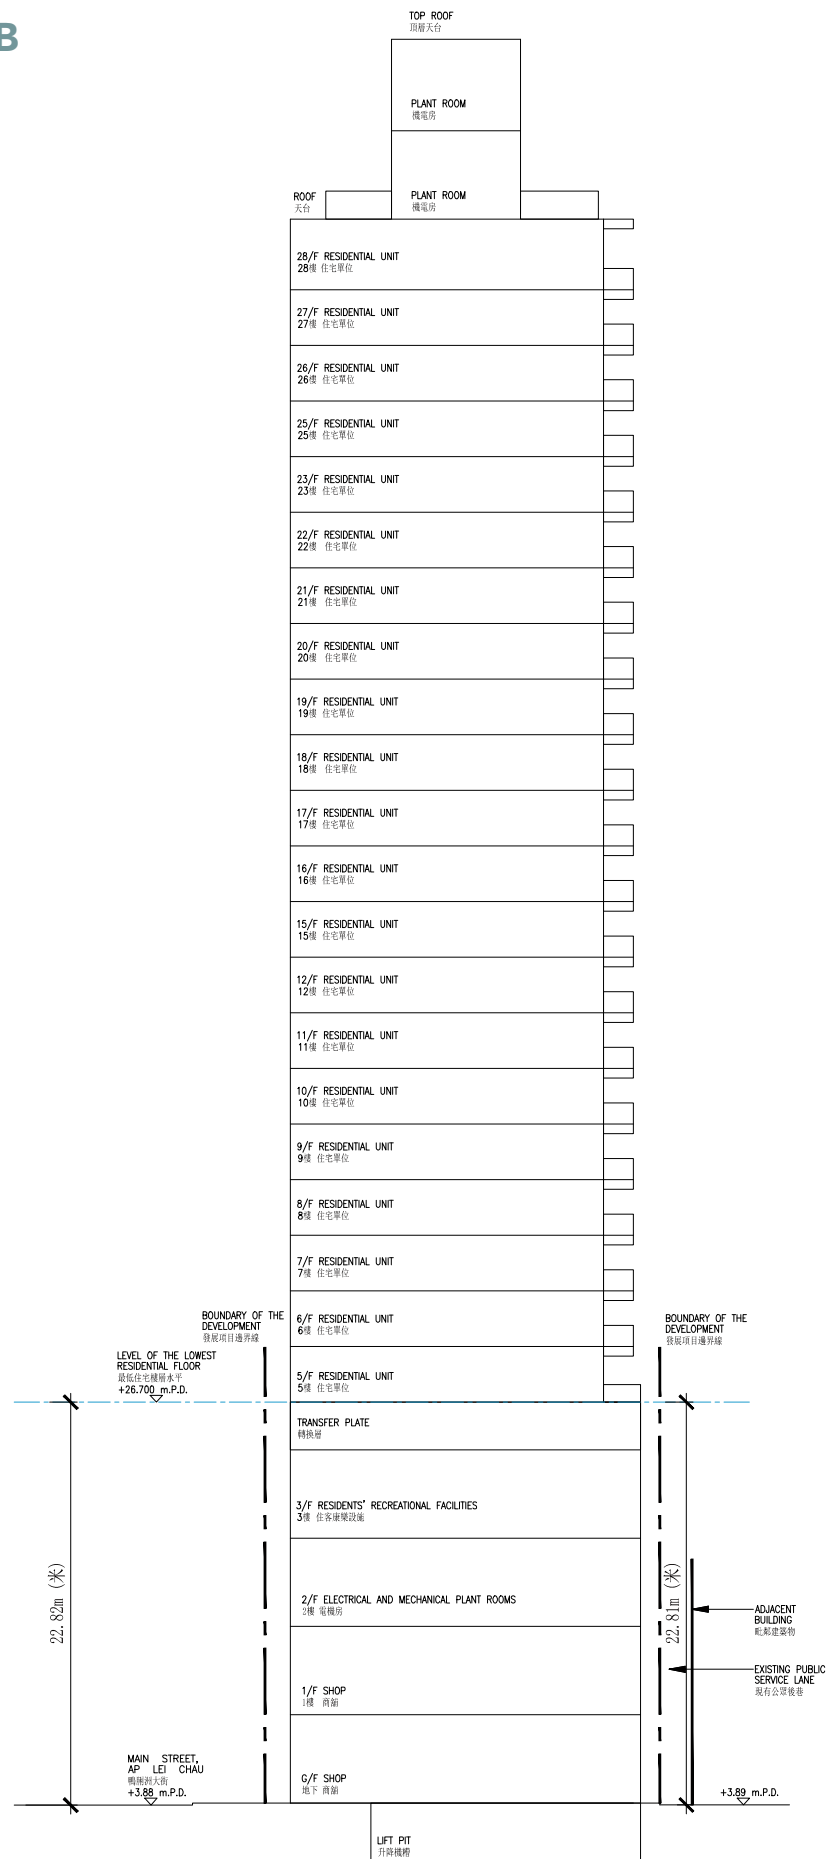 B
TOP ROOF
頂層天台
PLANT ROOM
機電房
ROOF
天台
PLANT ROOM
機電房
28/F RESIDENTIAL UNIT
28樓 住宅單位
27/F RESIDENTIAL UNIT
27樓 住宅單位
26/F RESIDENTIAL UNIT
26樓 住宅單位
25/F RESIDENTIAL UNIT
25樓 住宅單位
23/F RESIDENTIAL UNIT
23樓 住宅單位
22/F RESIDENTIAL UNIT
22樓 住宅單位
21/F RESIDENTIAL UNIT
21樓 住宅單位
20/F RESIDENTIAL UNIT
20樓 住宅單位
19/F RESIDENTIAL UNIT
19樓 住宅單位
18/F RESIDENTIAL UNIT
18樓 住宅單位
17/F RESIDENTIAL UNIT
17樓 住宅單位
16/F RESIDENTIAL UNIT
16樓 住宅單位
15/F RESIDENTIAL UNIT
15樓 住宅單位
12/F RESIDENTIAL UNIT
12樓 住宅單位
11/F RESIDENTIAL UNIT
11樓 住宅單位
10/F RESIDENTIAL UNIT
10樓 住宅單位
9/F RESIDENTIAL UNIT
9樓 住宅單位
8/F RESIDENTIAL UNIT
8樓 住宅單位
7/F RESIDENTIAL UNIT
7樓 住宅單位
6/F RESIDENTIAL UNIT
6樓 住宅單位
BOUNDARY OF THE
DEVELOPMENT
發展項目邊界線
BOUNDARY OF THE
DEVELOPMENT
發展項目邊界線
LEVEL OF THE LOWEST
RESIDENTIAL FLOOR
最低住宅樓層水平
+26.700 m.P.D.
5/F RESIDENTIAL UNIT
5樓 住宅單位
TRANSFER PLATE
轉換層
3/F RESIDENTS' RECREATIONAL FACILITIES
3樓 住客康樂設施
2/F ELECTRICAL AND MECHANICAL PLANT ROOMS
2樓 電機房
22.82m (米)
22.81m (米)
ADJACENT
BUILDING
毗鄰建築物
EXISTING PUBLIC
SERVICE LANE
現有公眾後巷
1/F SHOP
1樓 商舖
MAIN STREET,
AP LEI CHAU
鴨脷洲大街
+3.88 m.P.D.
G/F SHOP
地下 商舖
+3.89 m.P.D.
LIFT PIT
升降機槽